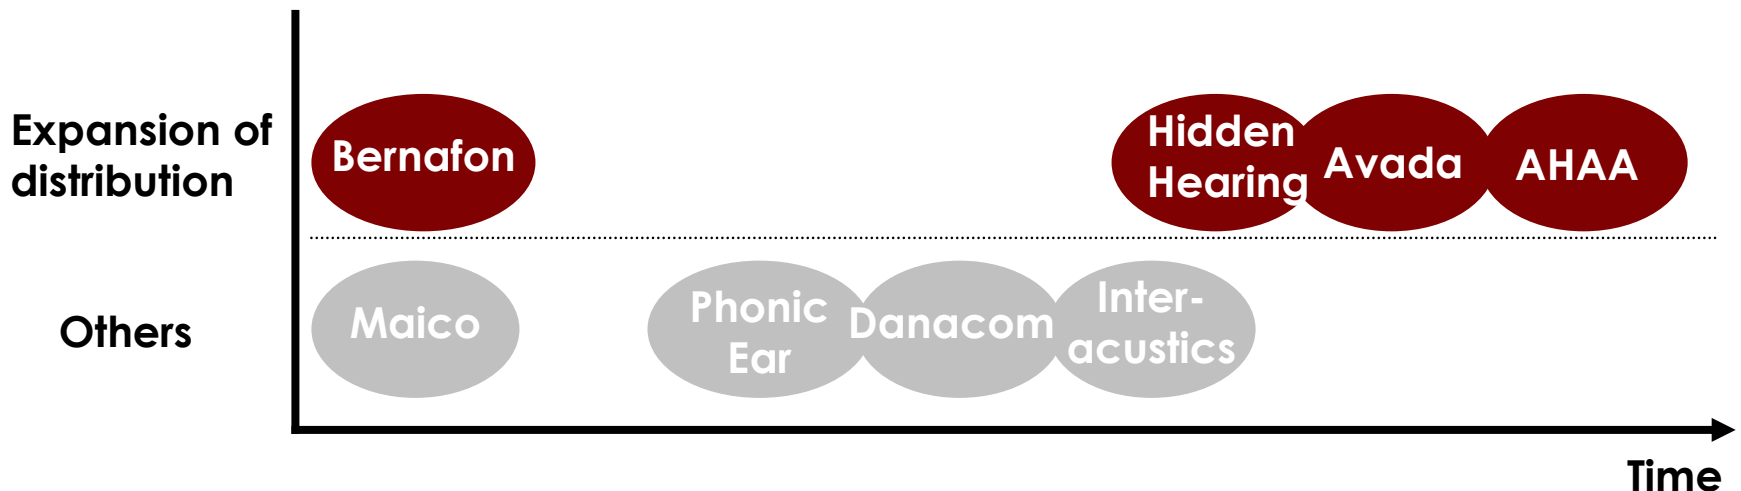 Expansion of
distribution
Bernafon
Hidden
Hearing
Avada
AHAA
Others
Maico
Phonic
Ear
Danacom
Inter-
acustics
Time